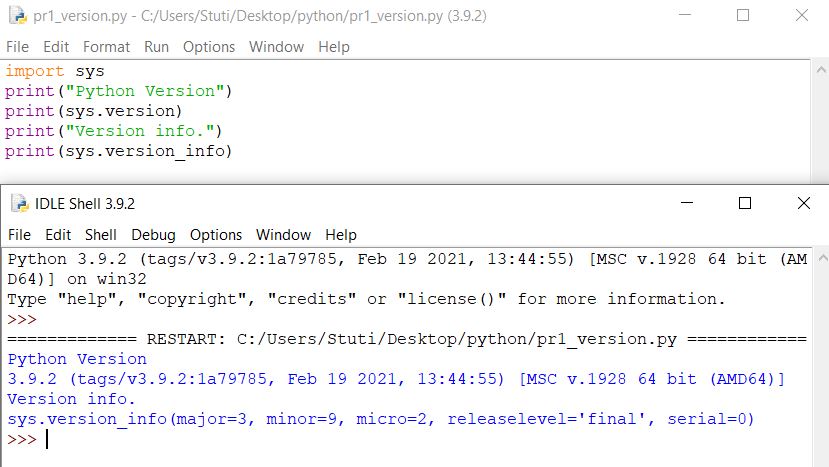 pr1_version.py - C:/Users/Stuti/Desktop/python/pr1_version.py (3.9.2)
File Edit Format Run Options Window Help
import sys
print("Python Version")
print(sys.version)
print("Version info.")
print(sys.version_info)
IDLE Shell 3.9.2
File Edit Shell Debug Options Window Help
Python 3.9.2 (tags/v3.9.2:1a79785, Feb 19 2021, 13:44:55) [MSC v.1928 64 bit (AM
D64)] on win32
Type "help", "copyright", "credits" or "license()" for more information.
>>>
============= RESTART: C:/Users/Stuti/Desktop/python/pr1_version.py ============
Python Version
3.9.2 (tags/v3.9.2:1a79785, Feb 19 2021, 13:44:55) [MSC v.1928 64 bit (AMD64)]
Version info.
sys.version_info(major=3, minor=9, micro=2, releaselevel='final', serial=0)
>>>